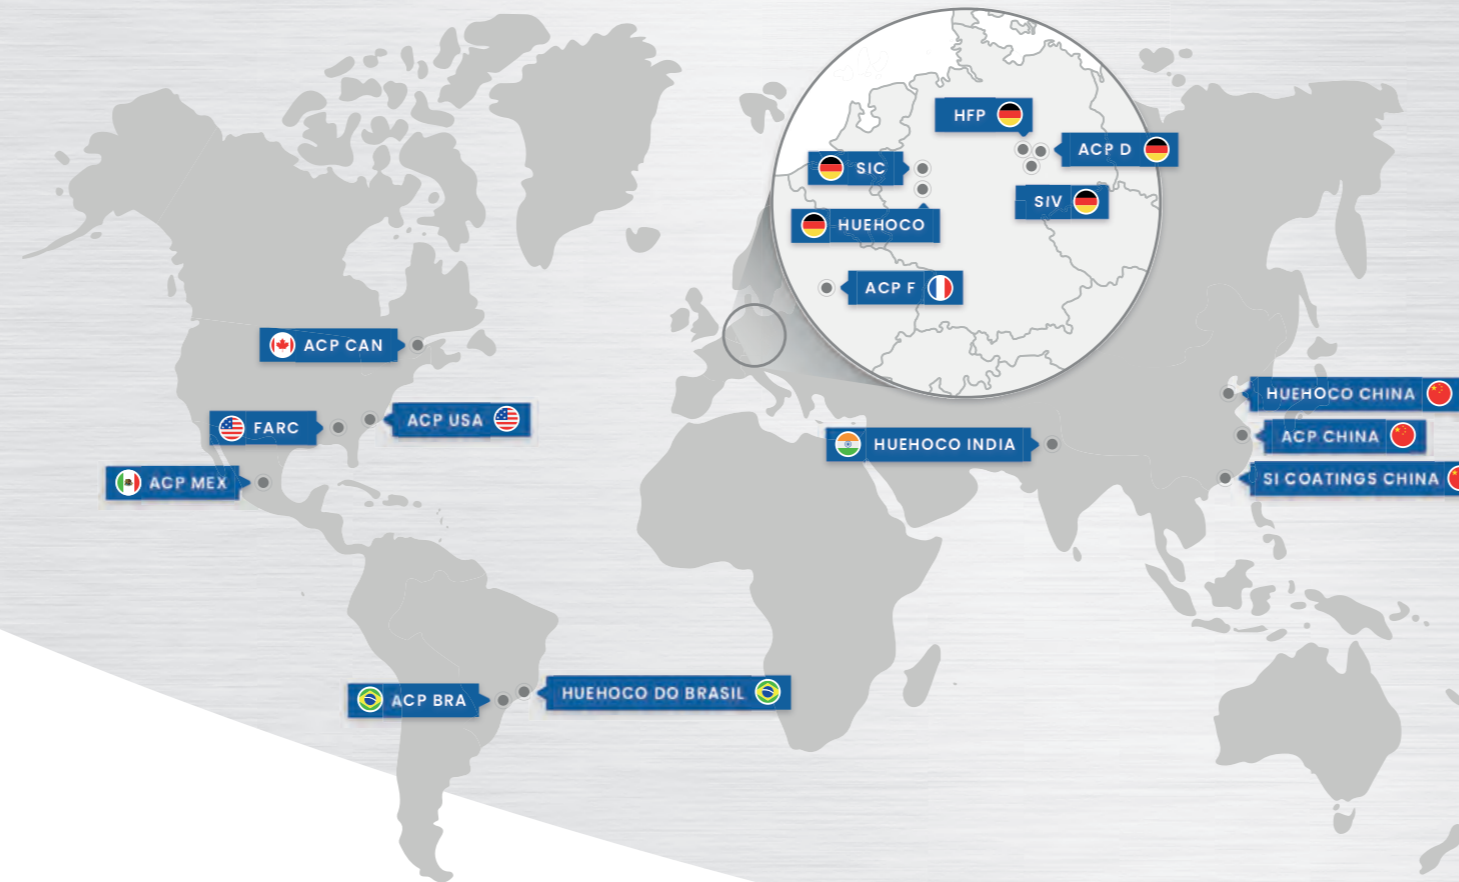 HFP
ACP D
SIC
SIV
HUEHOCO
ACP F
ACP CAN
HUEHOCO CHINA
FARC
ACP USA
ACP CHINA
HUEHOCO INDIA
ACP MEX
SI COATINGS CHINA
ACP BRA
HUEHOCO DO BRASIL